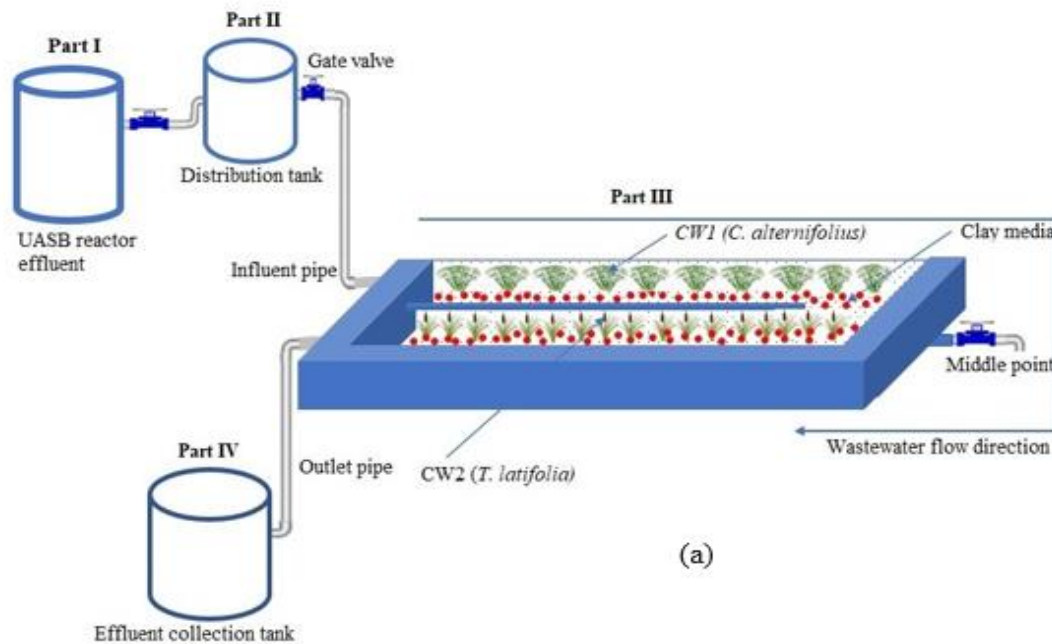 Part I
Part II
Gate valve
Distribution tank
UASB reactor
effluent
Part III
CW1 (C. alternifolius)
Clay media
Influent pipe
Middle point
Wastewater flow direction
Part IV
Outlet pipe
CW2 (T. latifolia)
(a)
Effluent collection tank